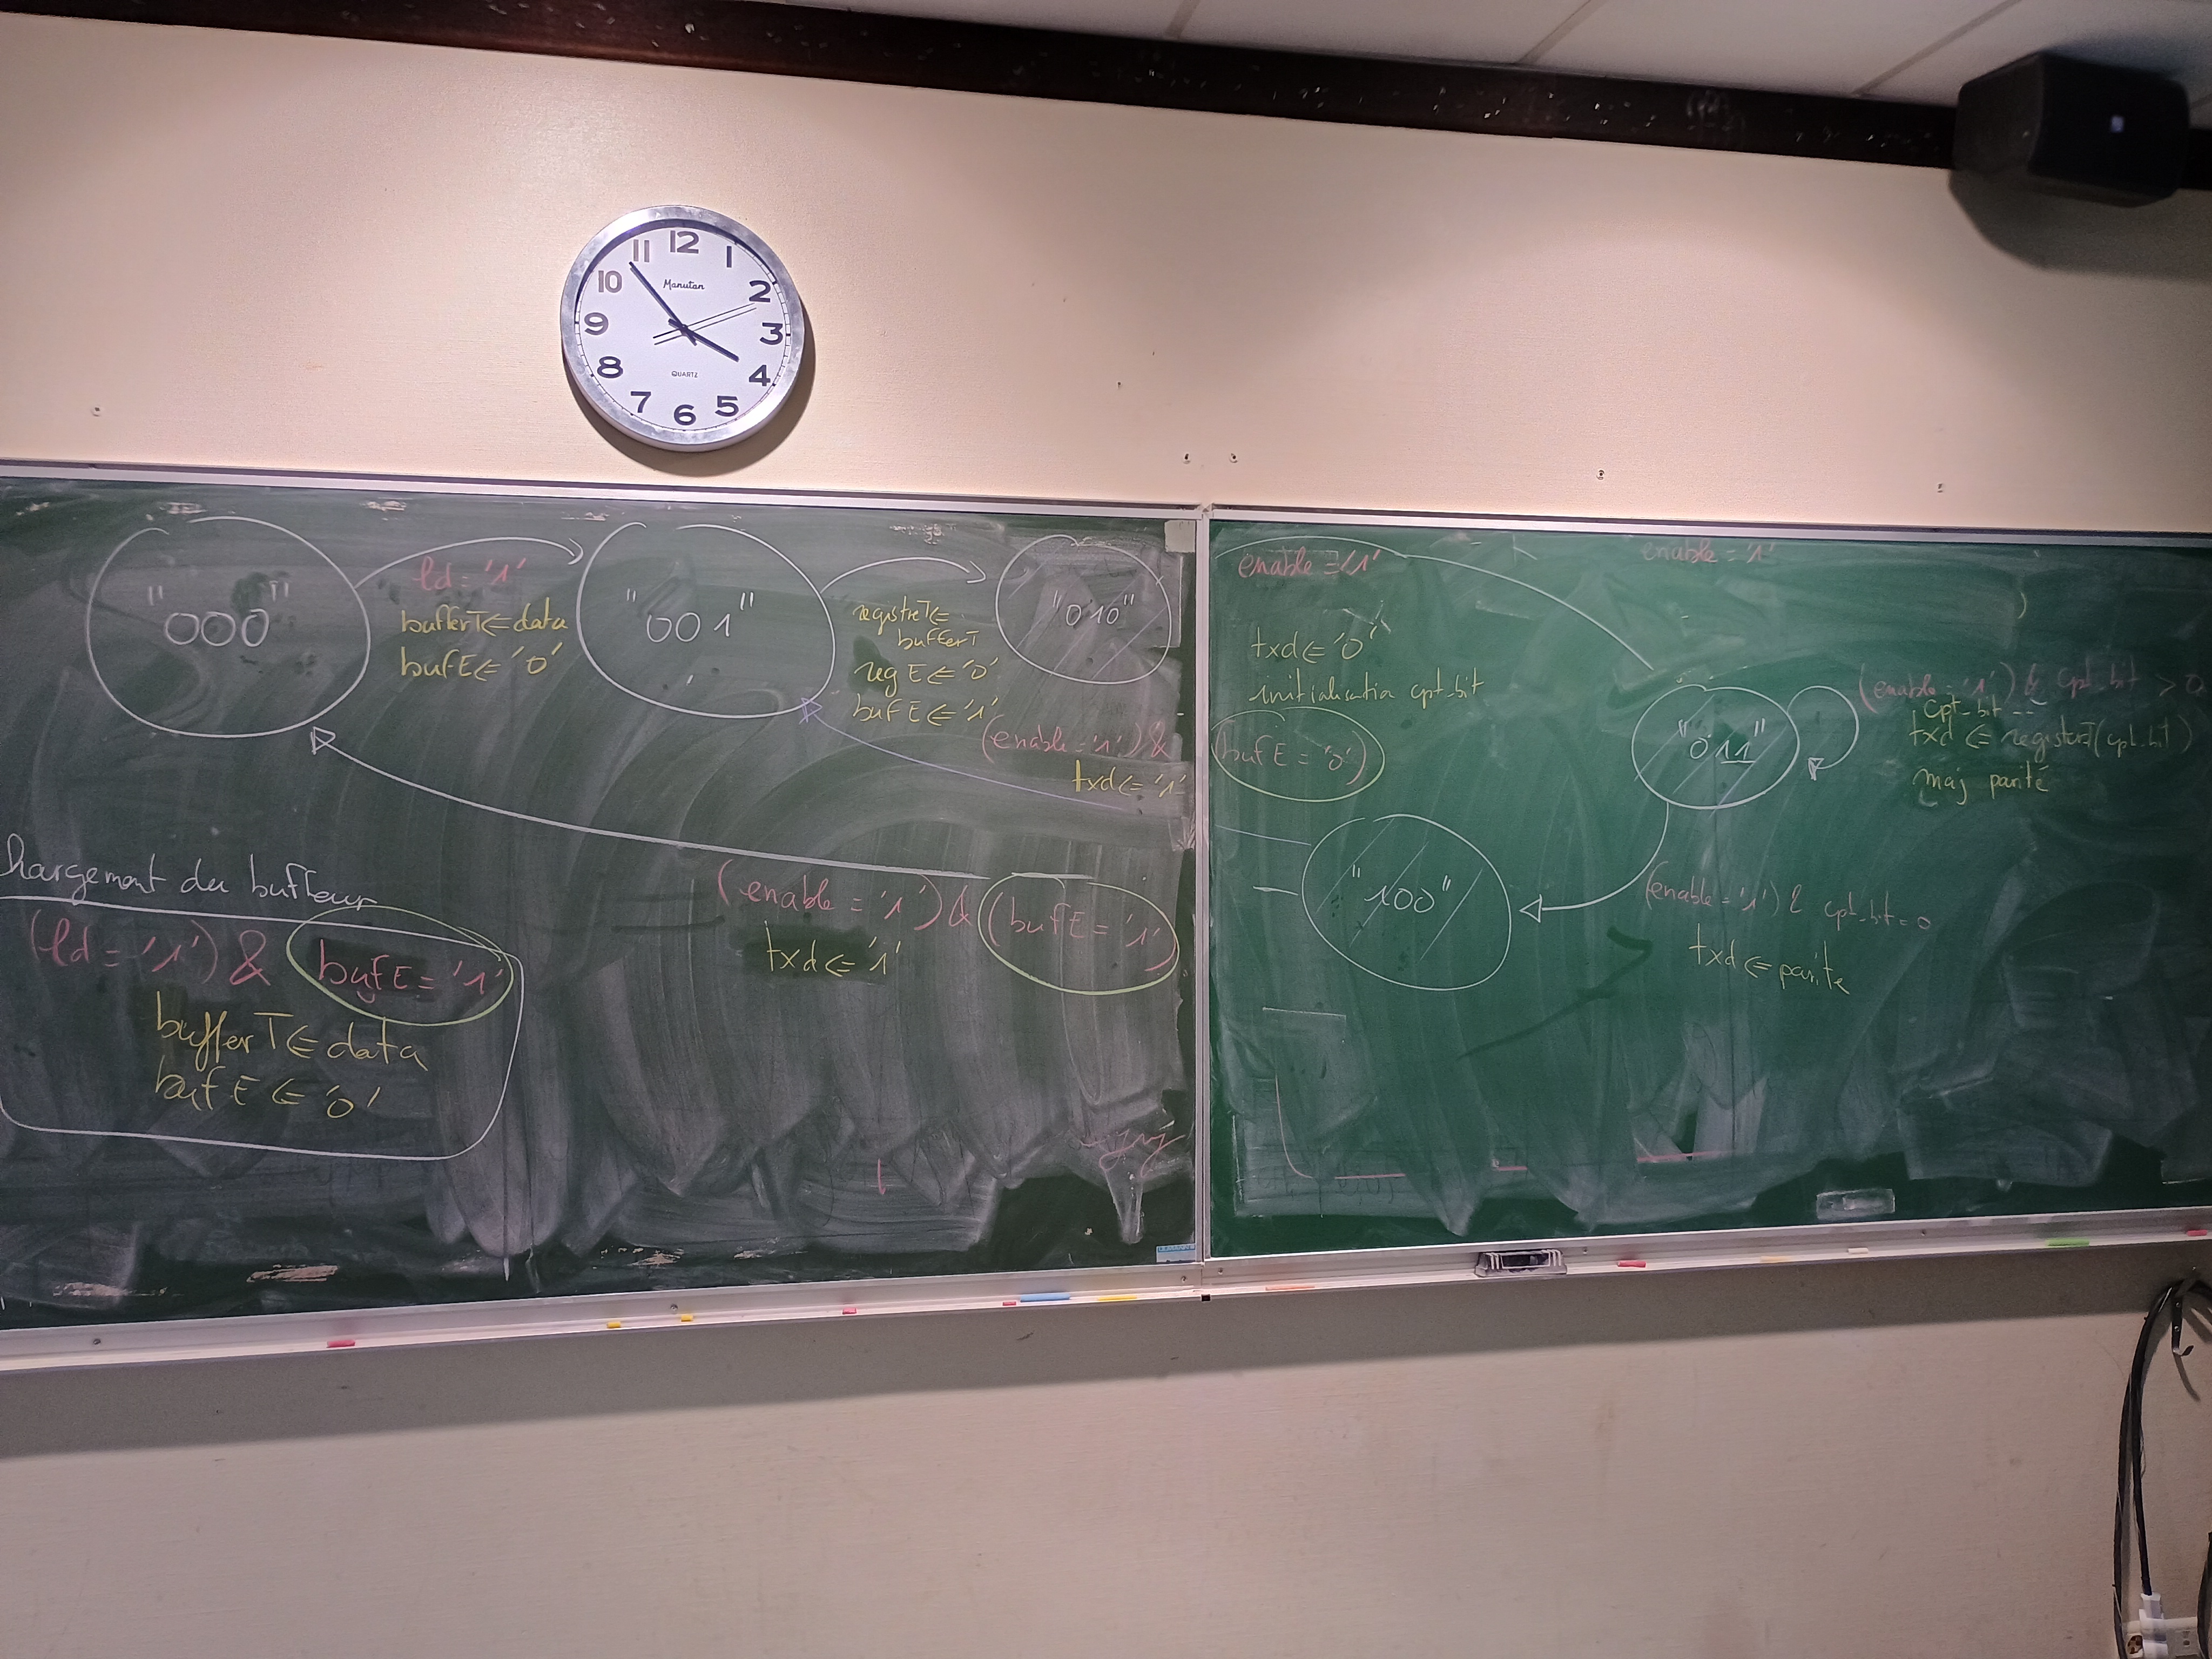 12
11
1
10
Manutan
2
9
3
8
QUARTZ
4
7
5
6
"000"
ld = '1'
bufferT <= data
bufE <= '0'
"001"
registreT <=
bufferT
regE <= '0'
bufE <= '1'
"010"
(enable = '1') &
txd <= '1'
(bufE = '0')
enable = '1'
enable = '1'
txd <= '0'
initialisation cpt_bit
"011"
(enable = '1') & cpt_bit > 0
cpt_bit --
txd <= registreT(cpt_bit)
maj parité
"100"
(enable = '1') & cpt_bit = 0
txd <= parite
hargement du buffeur
(ld = '1') & bufE = '1'
bufferT <= data
bufE <= '0'
(enable = '1') & (bufE = '1')
txd <= '1'